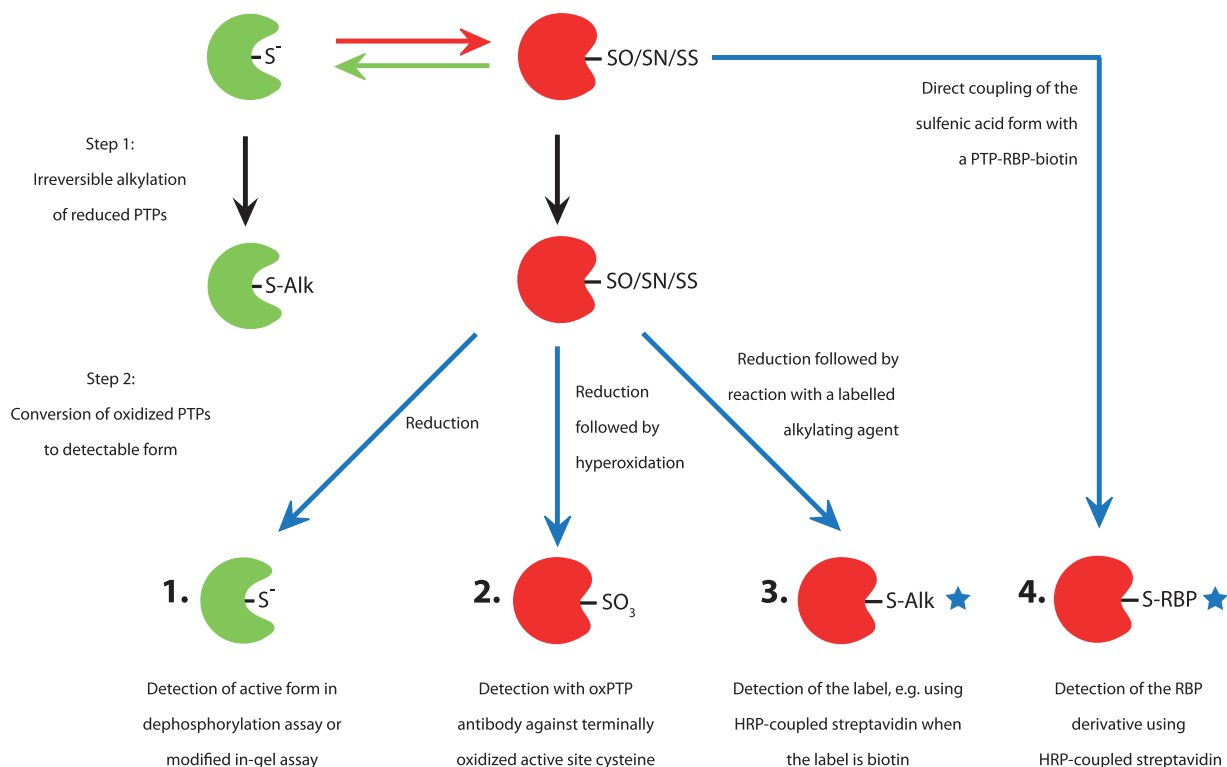 S-
SO/SN/SS
Direct coupling of the
sulfenic acid form with
a PTP-RBP-biotin
Step 1:
Irreversible alkylation
of reduced PTPs
S-Alk
SO/SN/SS
Step 2:
Conversion of oxidized PTPs
to detectable form
Reduction
Reduction
followed by
hyperoxidation
Reduction followed by
reaction with a labelled
alkylating agent
1.
S-
2.
SO3
3.
S-Alk
4.
S-RBP
Detection of active form in
dephosphorylation assay or
modified in-gel assay
Detection with oxPTP
antibody against terminally
oxidized active site cysteine
Detection of the label, e.g. using
HRP-coupled streptavidin when
the label is biotin
Detection of the RBP
derivative using
HRP-coupled streptavidin